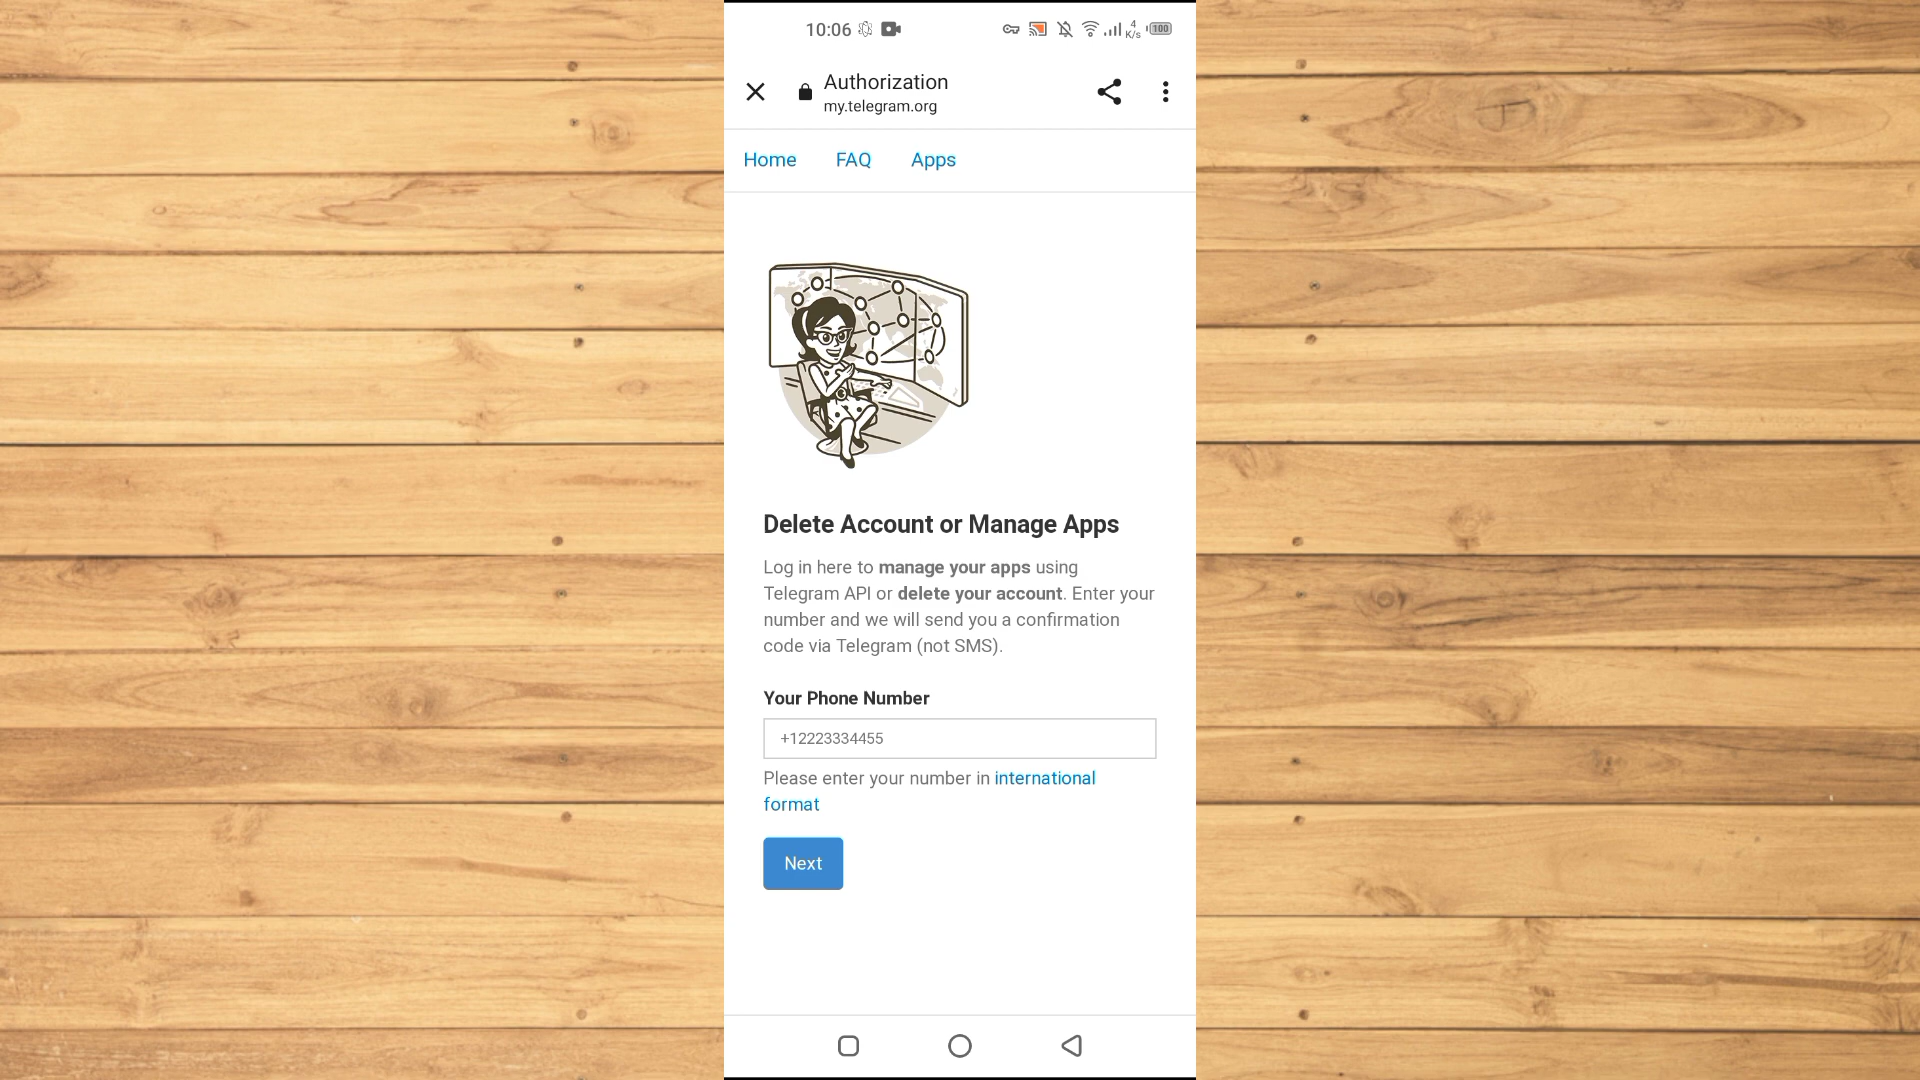 10:06
4
K/s
100
Authorization
my.telegram.org
Home FAQ Apps
Delete Account or Manage Apps
Log in here to manage your apps using
Telegram API or delete your account. Enter your
number and we will send you a confirmation
code via Telegram (not SMS).
Your Phone Number
+12223334455
Please enter your number in international
format
Next